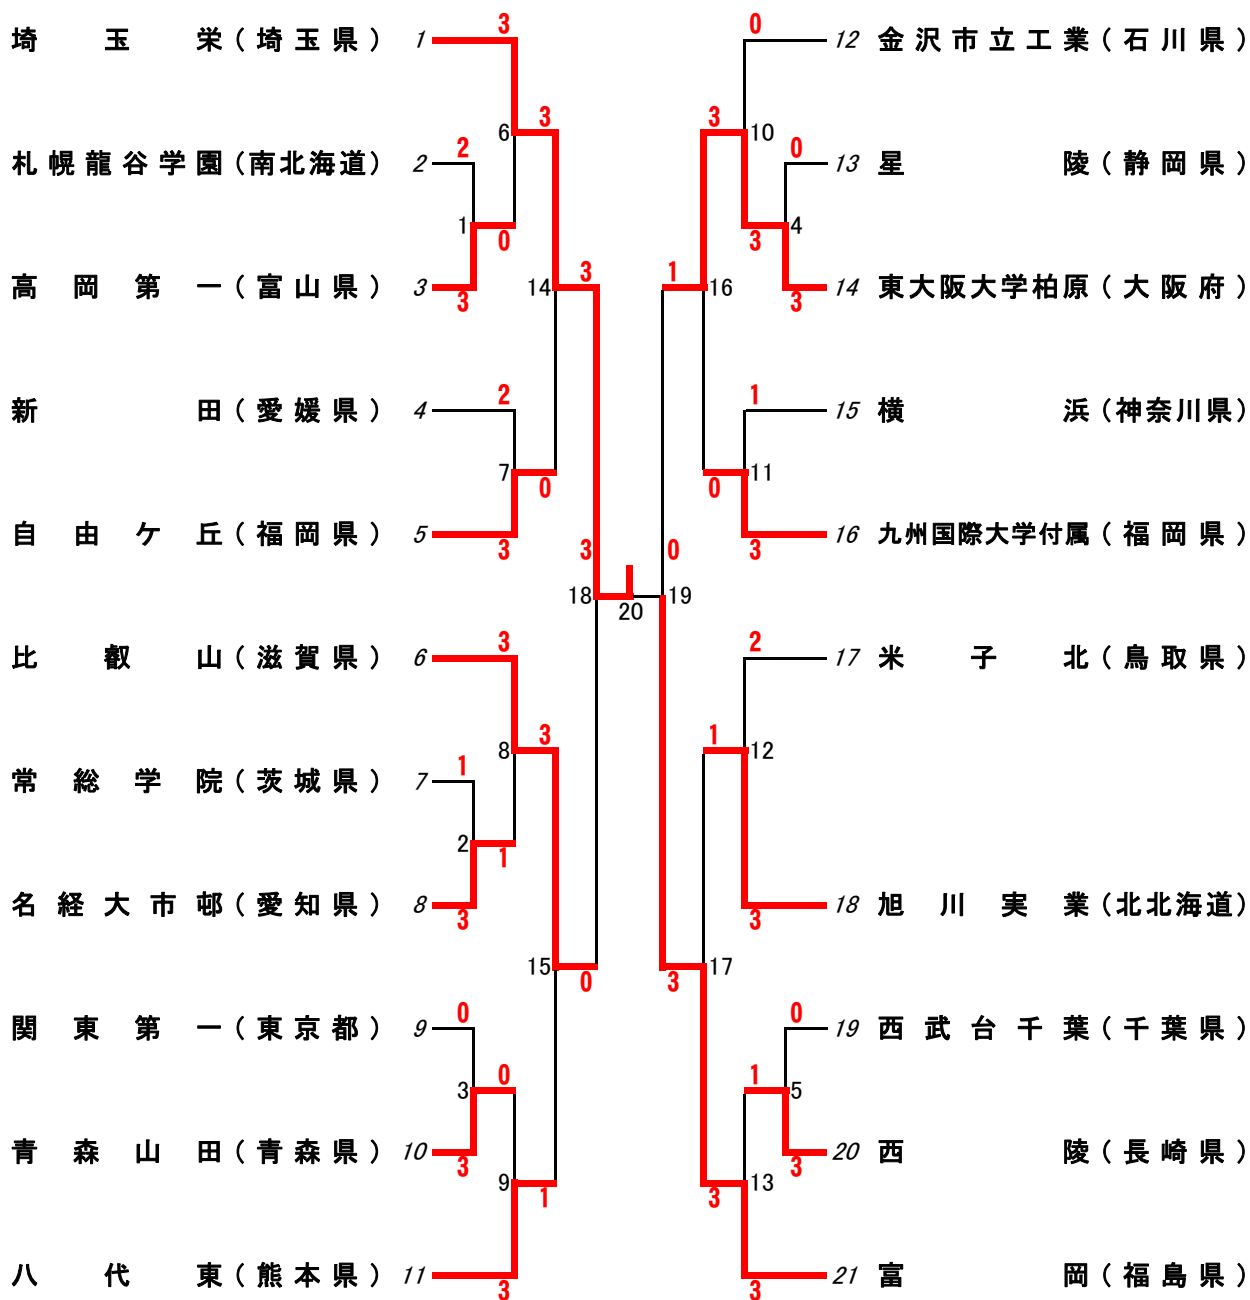 3 0
埼玉栄(埼玉県) 1 12 金沢市立工業(石川県)
3 3
6 10
2 0
札幌龍谷学園(南北海道) 2 13 星陵(静岡県)
1 4
0 3
3 1
高岡第一(富山県) 3 14 16 14 東大阪大学柏原(大阪府)
3 3
2 1
新田(愛媛県) 4 15 横浜(神奈川県)
7 11
0 0
自由ケ丘(福岡県) 5 16 九州国際大学付属(福岡県)
3 3 0 3
18 19
20
3 2
比叡山(滋賀県) 6 17 米子北(鳥取県)
3 1
8 12
1
常総学院(茨城県) 7
2
1
名経大市邨(愛知県) 8 18 旭川実業(北北海道)
3 3
15 17
0 3
0 0
関東第一(東京都) 9 19 西武台千葉(千葉県)
0 1
3 5
青森山田(青森県) 10 20 西陵(長崎県)
3 3
9 13
1 3
八代東(熊本県) 11 21 富岡(福島県)
3 3